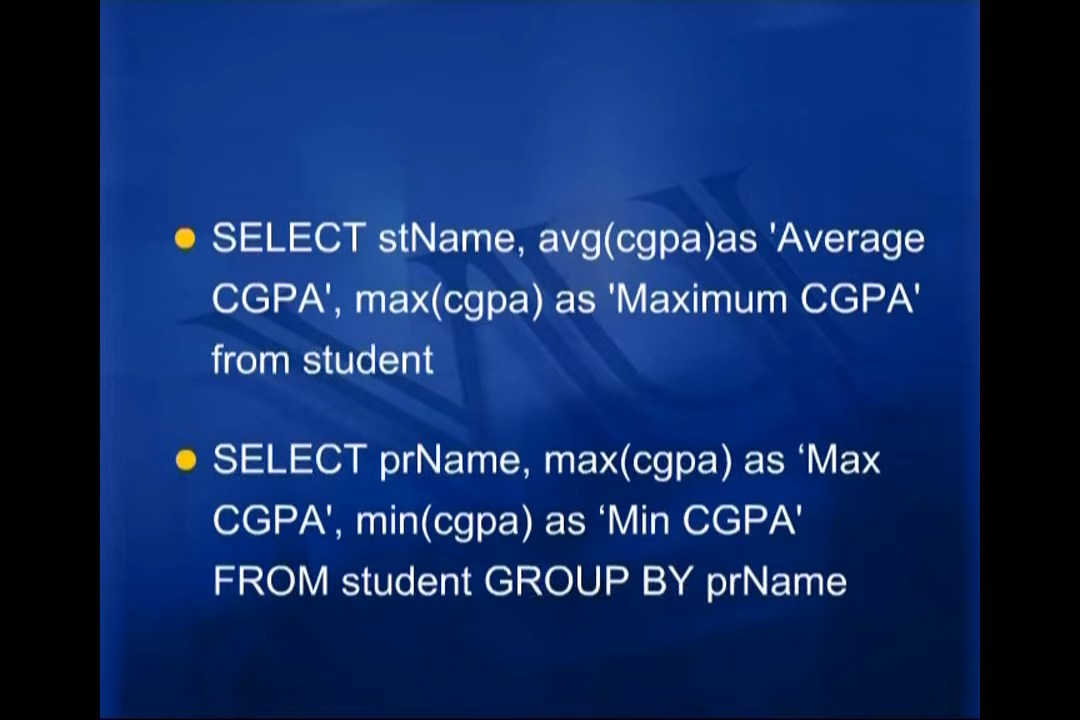 SELECT stName, avg(cgpa)as 'Average
CGPA', max(cgpa) as 'Maximum CGPA'
from student
SELECT prName, max(cgpa) as ‘Max
CGPA', min(cgpa) as ‘Min CGPA'
FROM student GROUP BY prName
VU